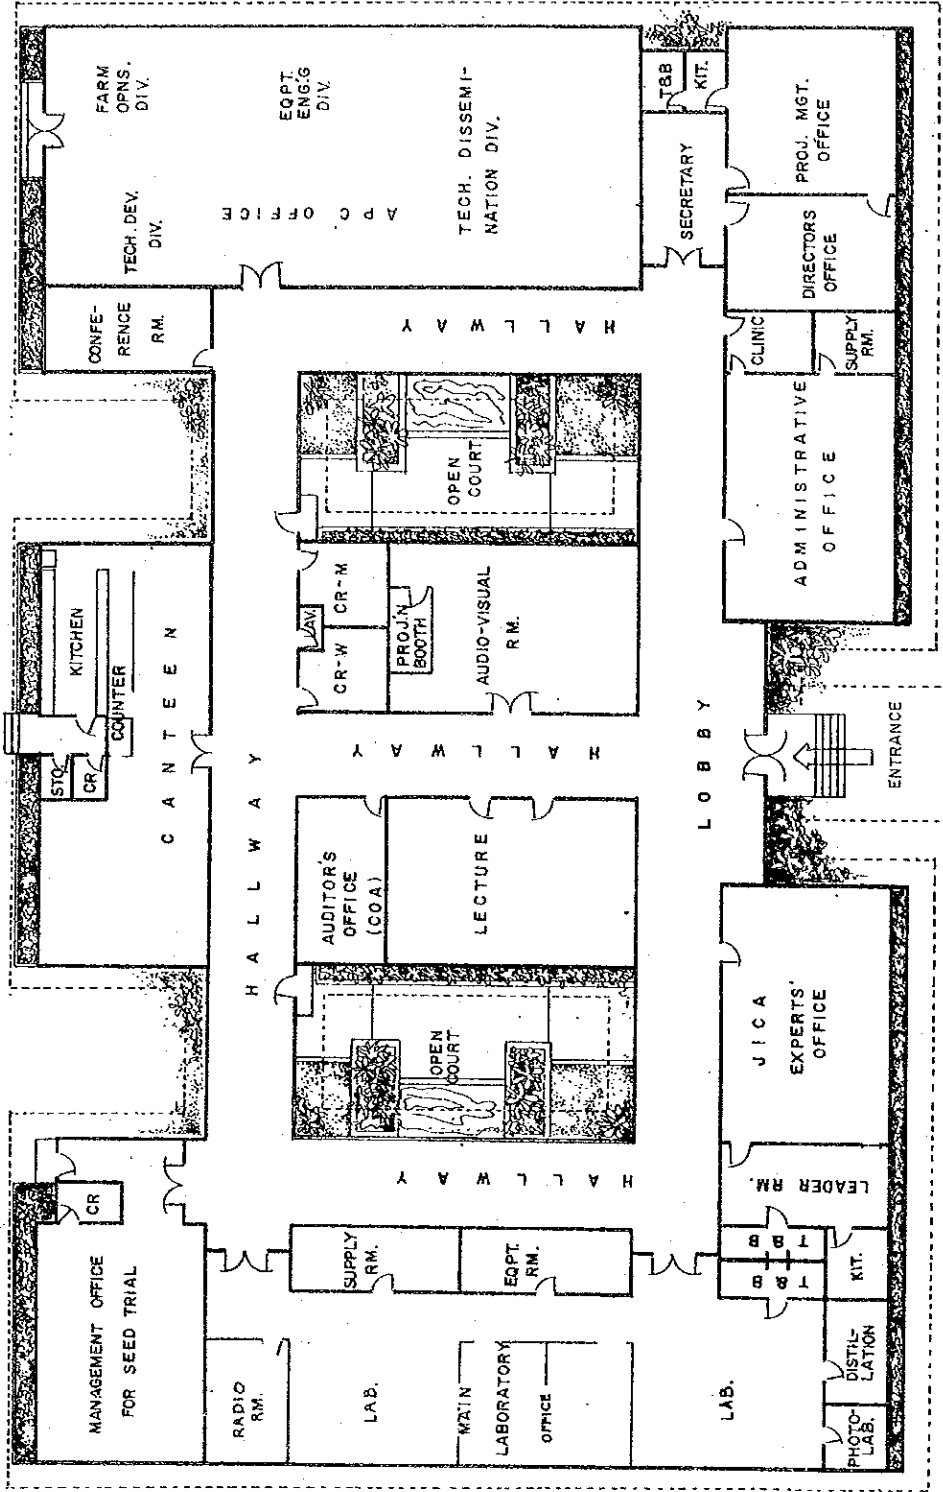 MANAGEMENT OFFICE
FOR SEED TRIAL
CR
RADIO
RM.
SUPPLY
RM.
LAB.
MAIN
LABORATORY
OFFICE
EQPT.
RM.
LAB.
T & B
T & B
KIT.
DISTIL-
LATION
PHOTO-
LAB.
LEADER RM.
JICA
EXPERTS'
OFFICE
HALLWAY
OPEN
COURT
HALLWAY
AUDITOR'S
OFFICE
(COA)
LECTURE
CANTEEN
STO.
CR
COUNTER
KITCHEN
HALLWAY
LOBBY
ENTRANCE
CR-W
LAV.
CR-M
PROJ.N
BOOTH
AUDIO-VISUAL
RM.
OPEN
COURT
ADMINISTRATIVE
OFFICE
CLINIC
SUPPLY
RM.
HALLWAY
CONFE-
RENCE
RM.
TECH. DEV.
DIV.
FARM
OPNS.
DIV.
APC OFFICE
EQPT.
ENG'G
DIV.
TECH. DISSEMI-
NATION DIV.
SECRETARY
T&B
KIT.
DIRECTORS
OFFICE
PROJ. MGT.
OFFICE